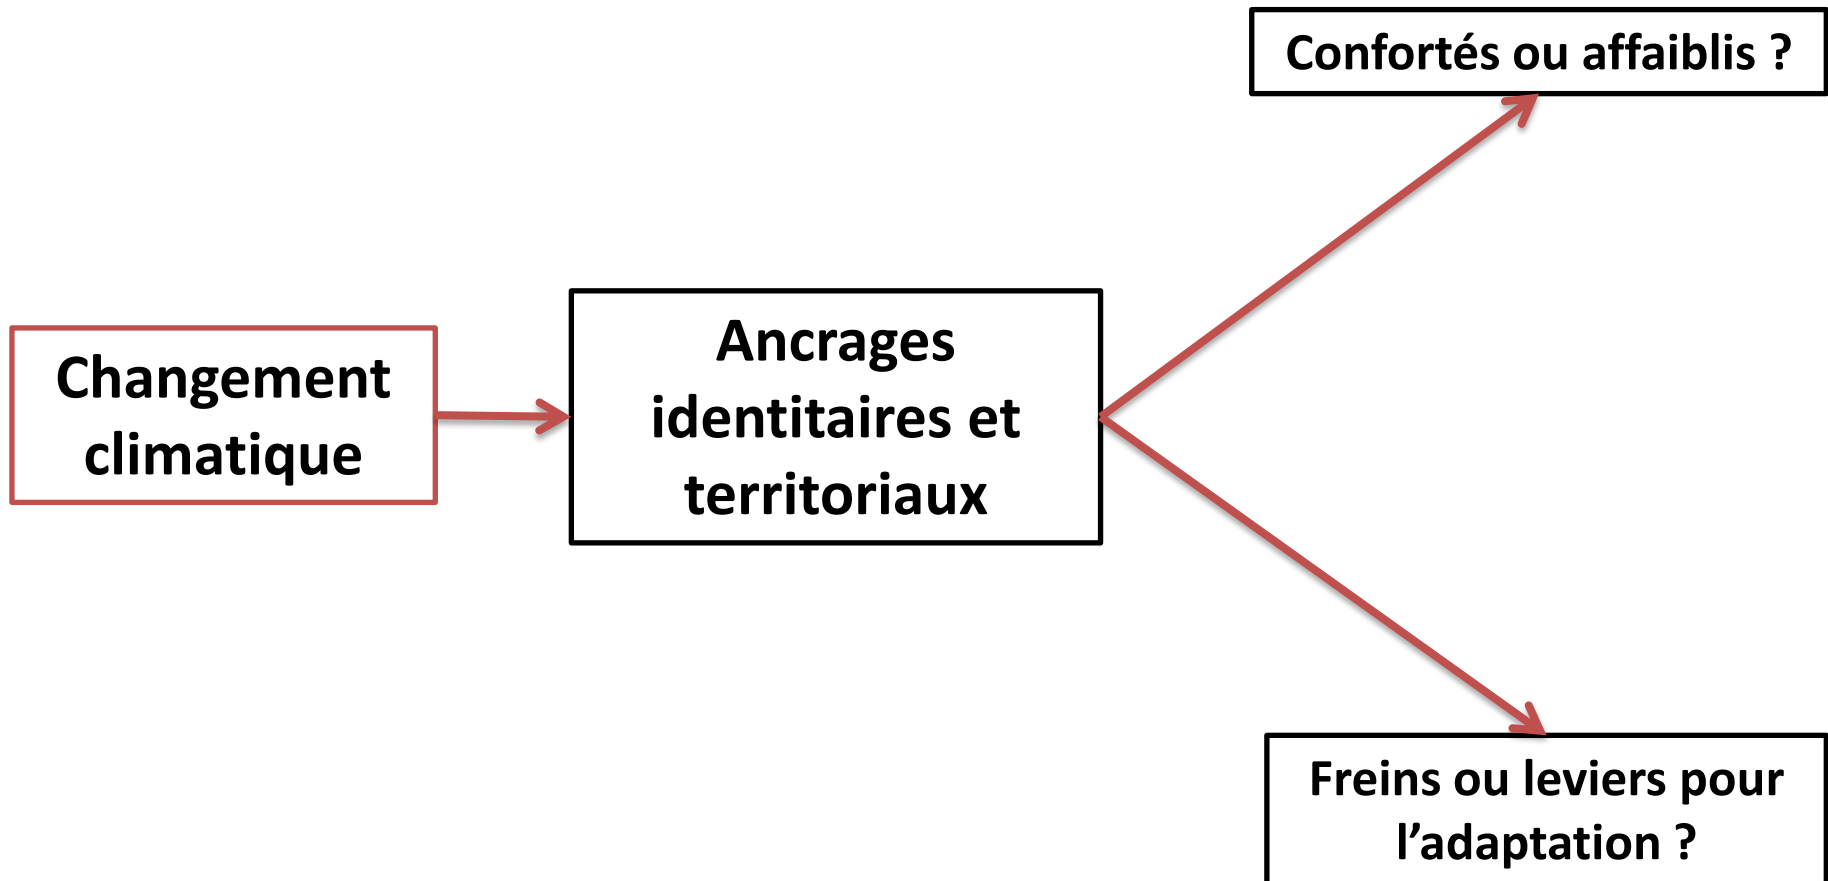 Confortés ou affaiblis ?
Changement
climatique
Ancrages
identitaires et
territoriaux
Freins ou leviers pour
l’adaptation ?